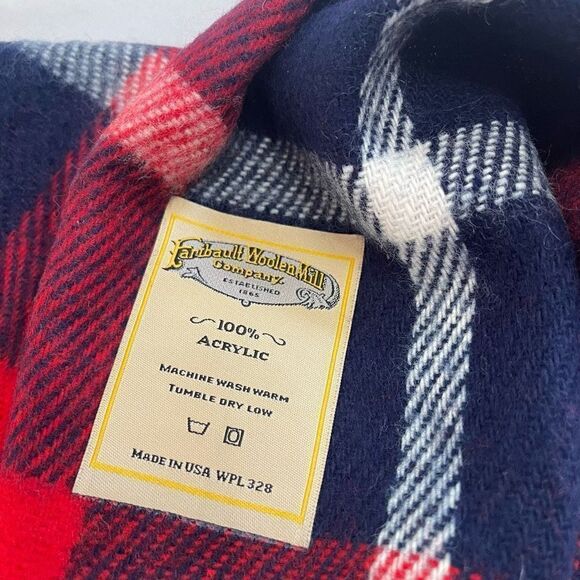 Faribault Woolen Mill
Company.
ESTABLISHED
1865
100%
ACRYLIC
MACHINE WASH WARM
TUMBLE DRY LOW
MADE IN USA WPL 328